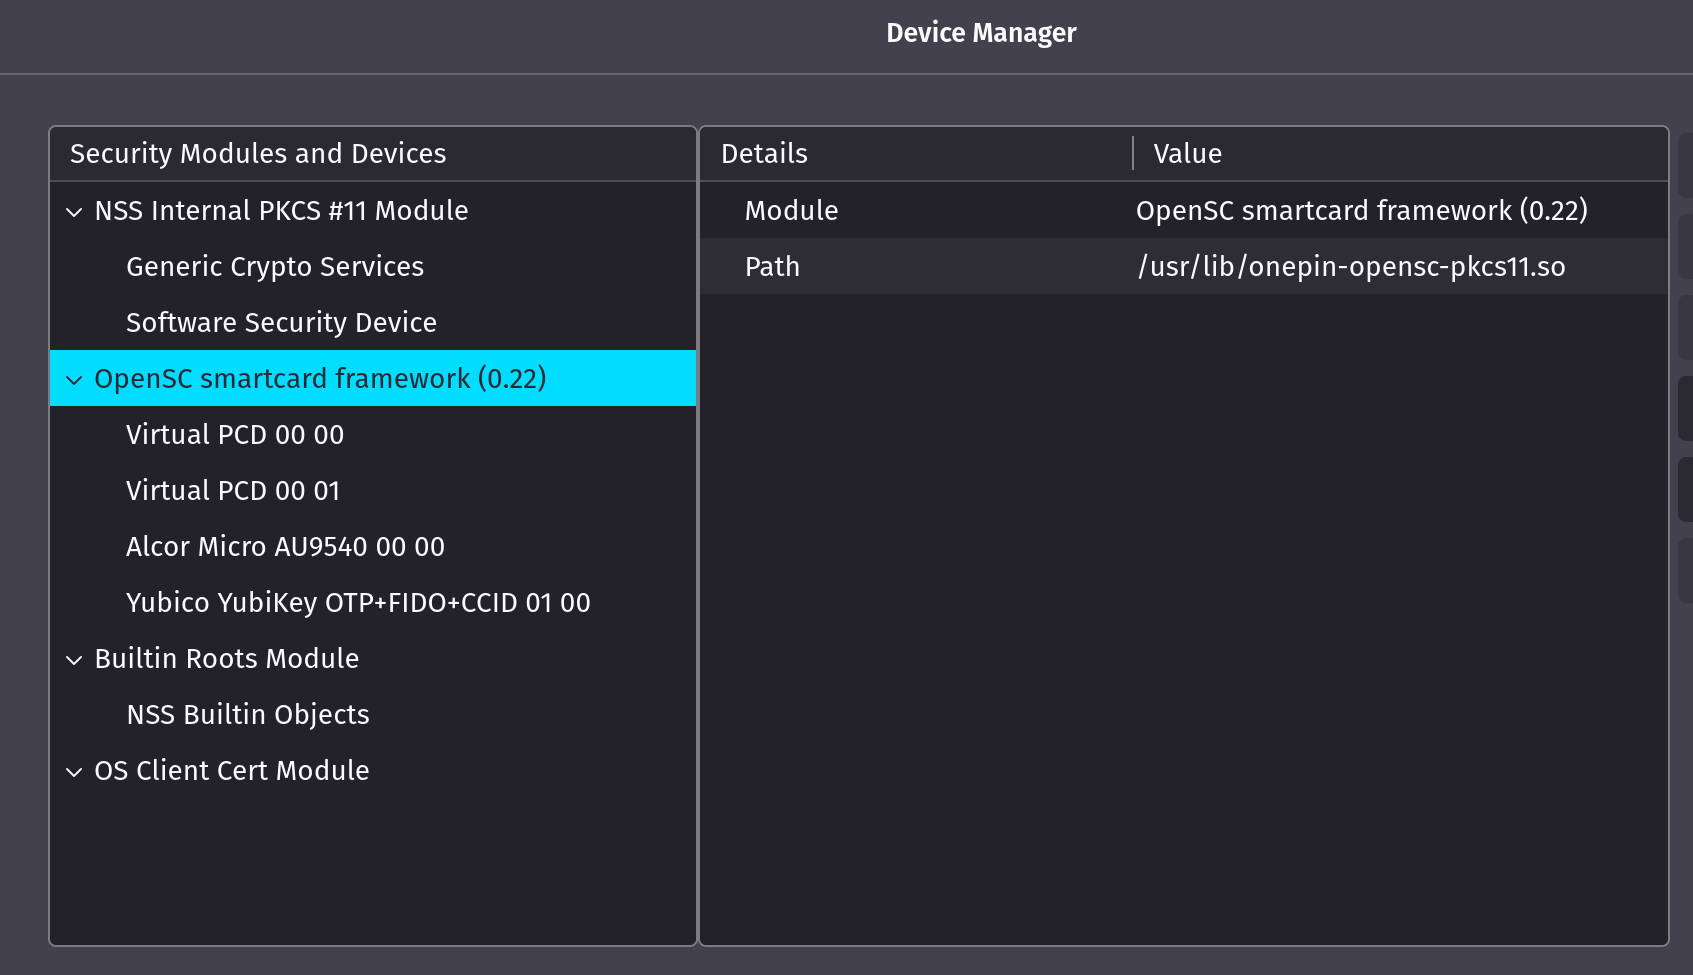 Device Manager
Security Modules and Devices
NSS Internal PKCS #11 Module
Generic Crypto Services
Software Security Device
OpenSC smartcard framework (0.22)
Virtual PCD 00 00
Virtual PCD 00 01
Alcor Micro AU9540 00 00
Yubico YubiKey OTP+FIDO+CCID 01 00
Builtin Roots Module
NSS Builtin Objects
OS Client Cert Module
Details Value
Module OpenSC smartcard framework (0.22)
Path /usr/lib/onepin-opensc-pkcs11.so